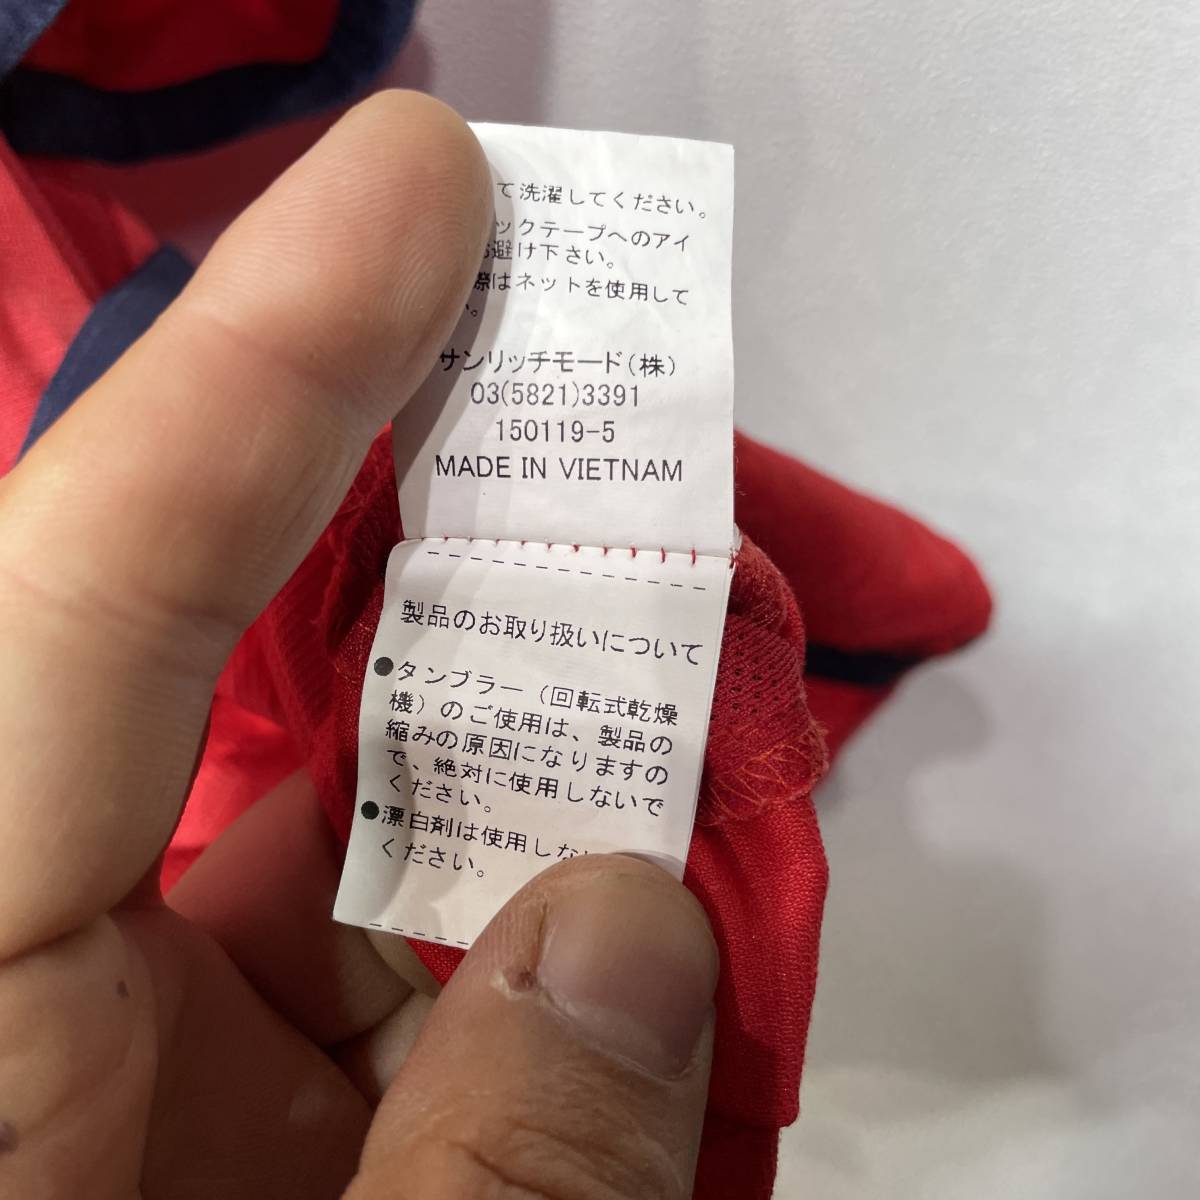 て洗濯してください。
ックテープへのアイ
お避け下さい。
際はネットを使用して
い。
サンリッチモード(株)
03(5821)3391
150119-5
MADE IN VIETNAM
製品のお取り扱いについて
●タンブラー(回転式乾燥
機)のご使用は、製品の
縮みの原因になりますの
で、絶対に使用しないで
ください。
●漂白剤は使用しな
ください。